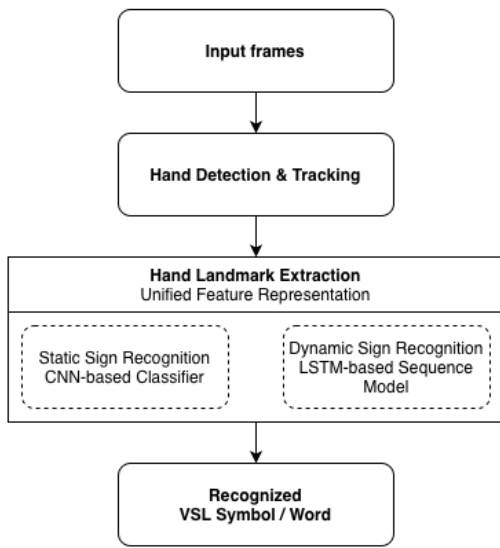 Input frames
Hand Detection & Tracking
Hand Landmark Extraction
Unified Feature Representation
Static Sign Recognition
CNN-based Classifier
Dynamic Sign Recognition
LSTM-based Sequence
Model
Recognized
VSL Symbol / Word